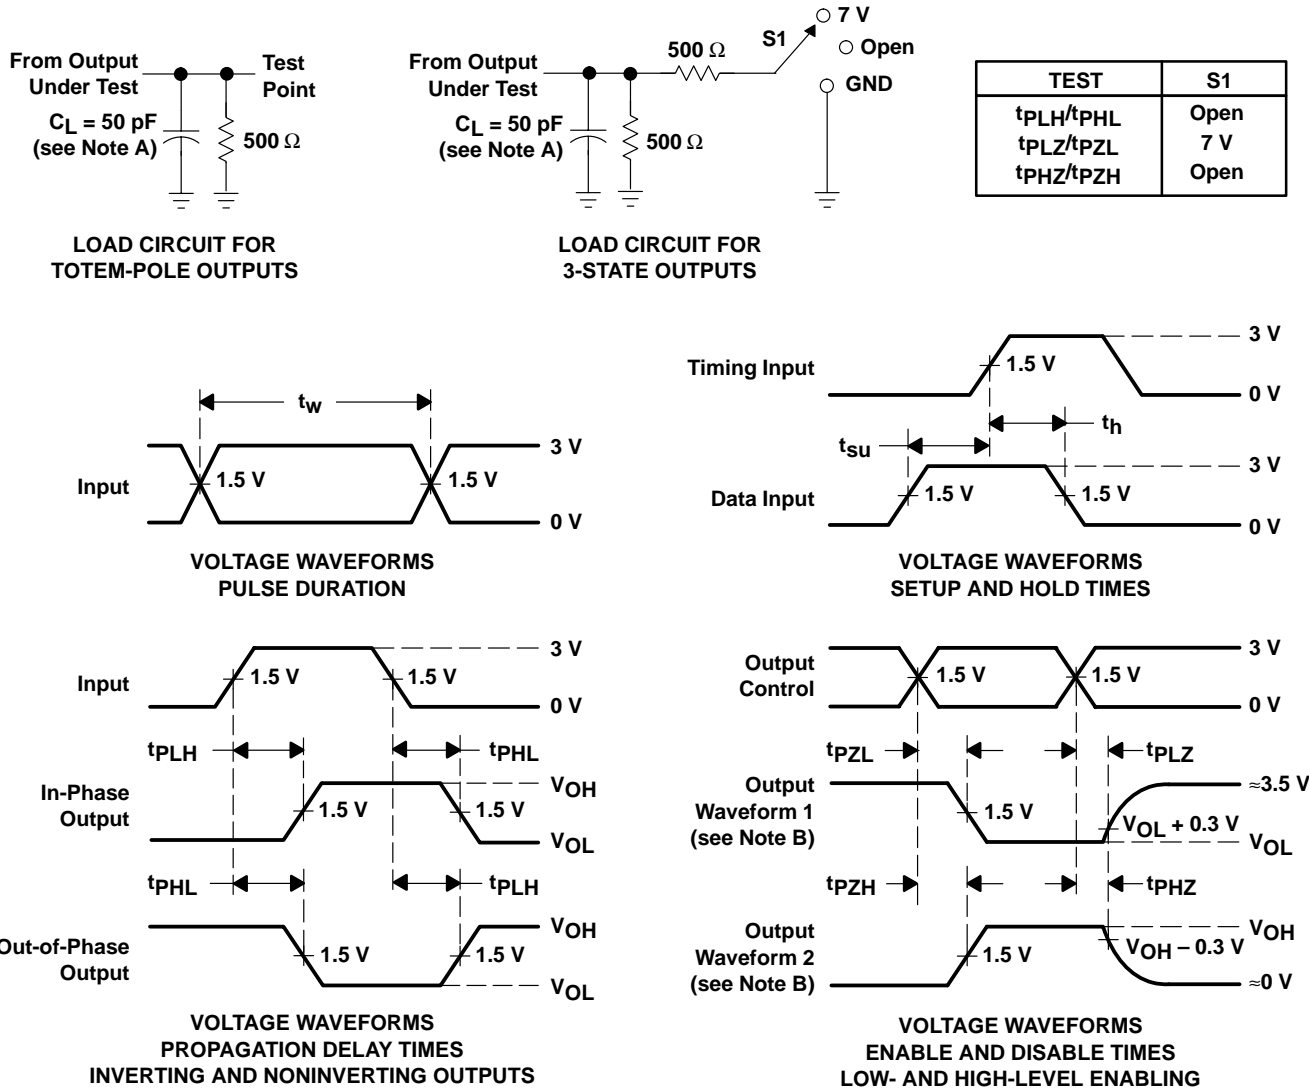 From Output
Under Test
Test
Point
CL = 50 pF
(see Note A)
500 Ω
LOAD CIRCUIT FOR
TOTEM-POLE OUTPUTS
From Output
Under Test
500 Ω
S1
7 V
Open
GND
CL = 50 pF
(see Note A)
500 Ω
LOAD CIRCUIT FOR
3-STATE OUTPUTS
TEST S1
tPLH/tPHL Open
tPLZ/tPZL 7 V
tPHZ/tPZH Open
tw
Input
1.5 V
1.5 V
3 V
0 V
VOLTAGE WAVEFORMS
PULSE DURATION
Timing Input
1.5 V
3 V
0 V
tsu
th
Data Input
1.5 V
1.5 V
3 V
0 V
VOLTAGE WAVEFORMS
SETUP AND HOLD TIMES
Input
1.5 V
1.5 V
3 V
0 V
tPLH
tPHL
In-Phase
Output
1.5 V
1.5 V
VOH
VOL
tPHL
tPLH
Out-of-Phase
Output
1.5 V
1.5 V
VOH
VOL
VOLTAGE WAVEFORMS
PROPAGATION DELAY TIMES
INVERTING AND NONINVERTING OUTPUTS
Output
Control
1.5 V
1.5 V
3 V
0 V
tPZL
tPLZ
Output
Waveform 1
(see Note B)
1.5 V
VOL + 0.3 V
≈3.5 V
VOL
tPZH
tPHZ
Output
Waveform 2
(see Note B)
1.5 V
VOH − 0.3 V
VOH
≈0 V
VOLTAGE WAVEFORMS
ENABLE AND DISABLE TIMES
LOW- AND HIGH-LEVEL ENABLING